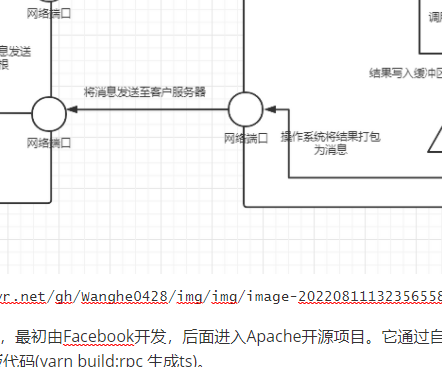 网络端口
调用
息发送
根
结果写入缓冲区
将消息发送至客户服务器
网络端口
网络端口
操作系统将结果打包
为消息
vr.net/gh/Wanghe0428/img/img/image-20220811132356558
，最初由Facebook开发，后面进入Apache开源项目。它通过自
代码(yarn build:rpc 生成ts)。